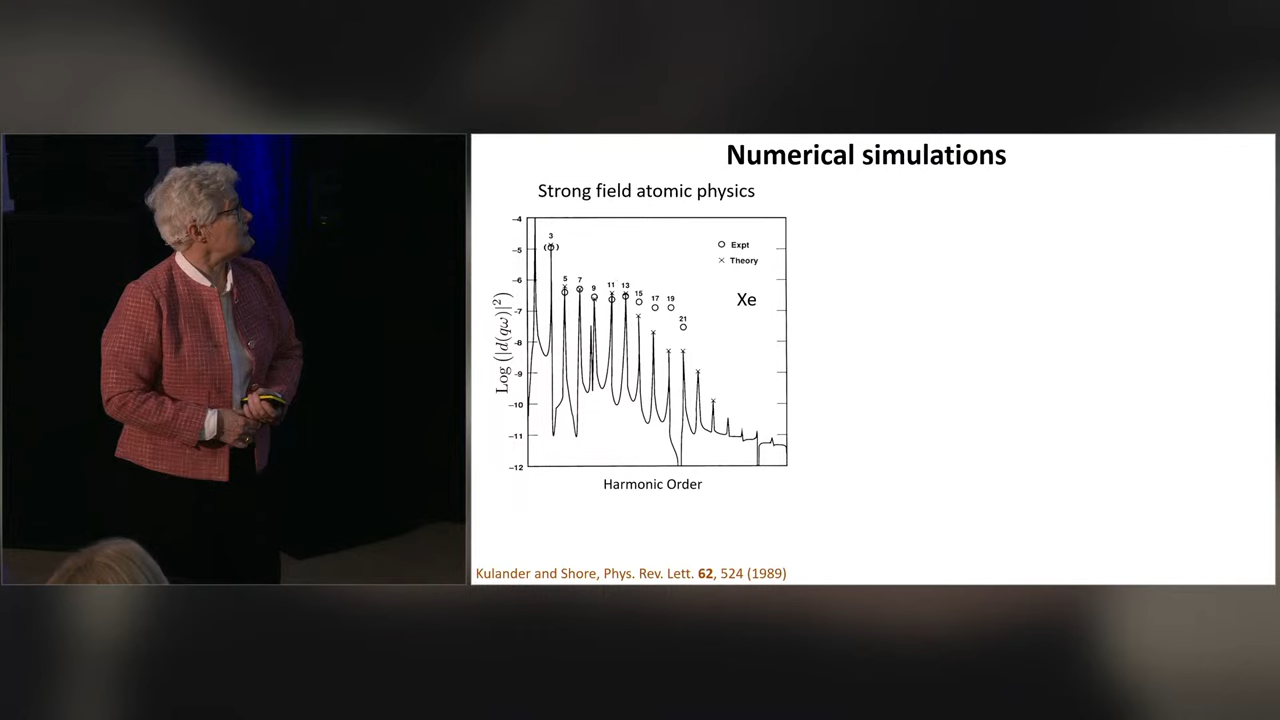 Numerical simulations
Strong field atomic physics
-4
-5
-6
-7
-8
-9
-10
-11
-12
Log (|d(qω)|²)
3
5
7
9
11
13
15
17
19
21
Expt
Theory
Xe
Harmonic Order
Kulander and Shore, Phys. Rev. Lett. 62, 524 (1989)